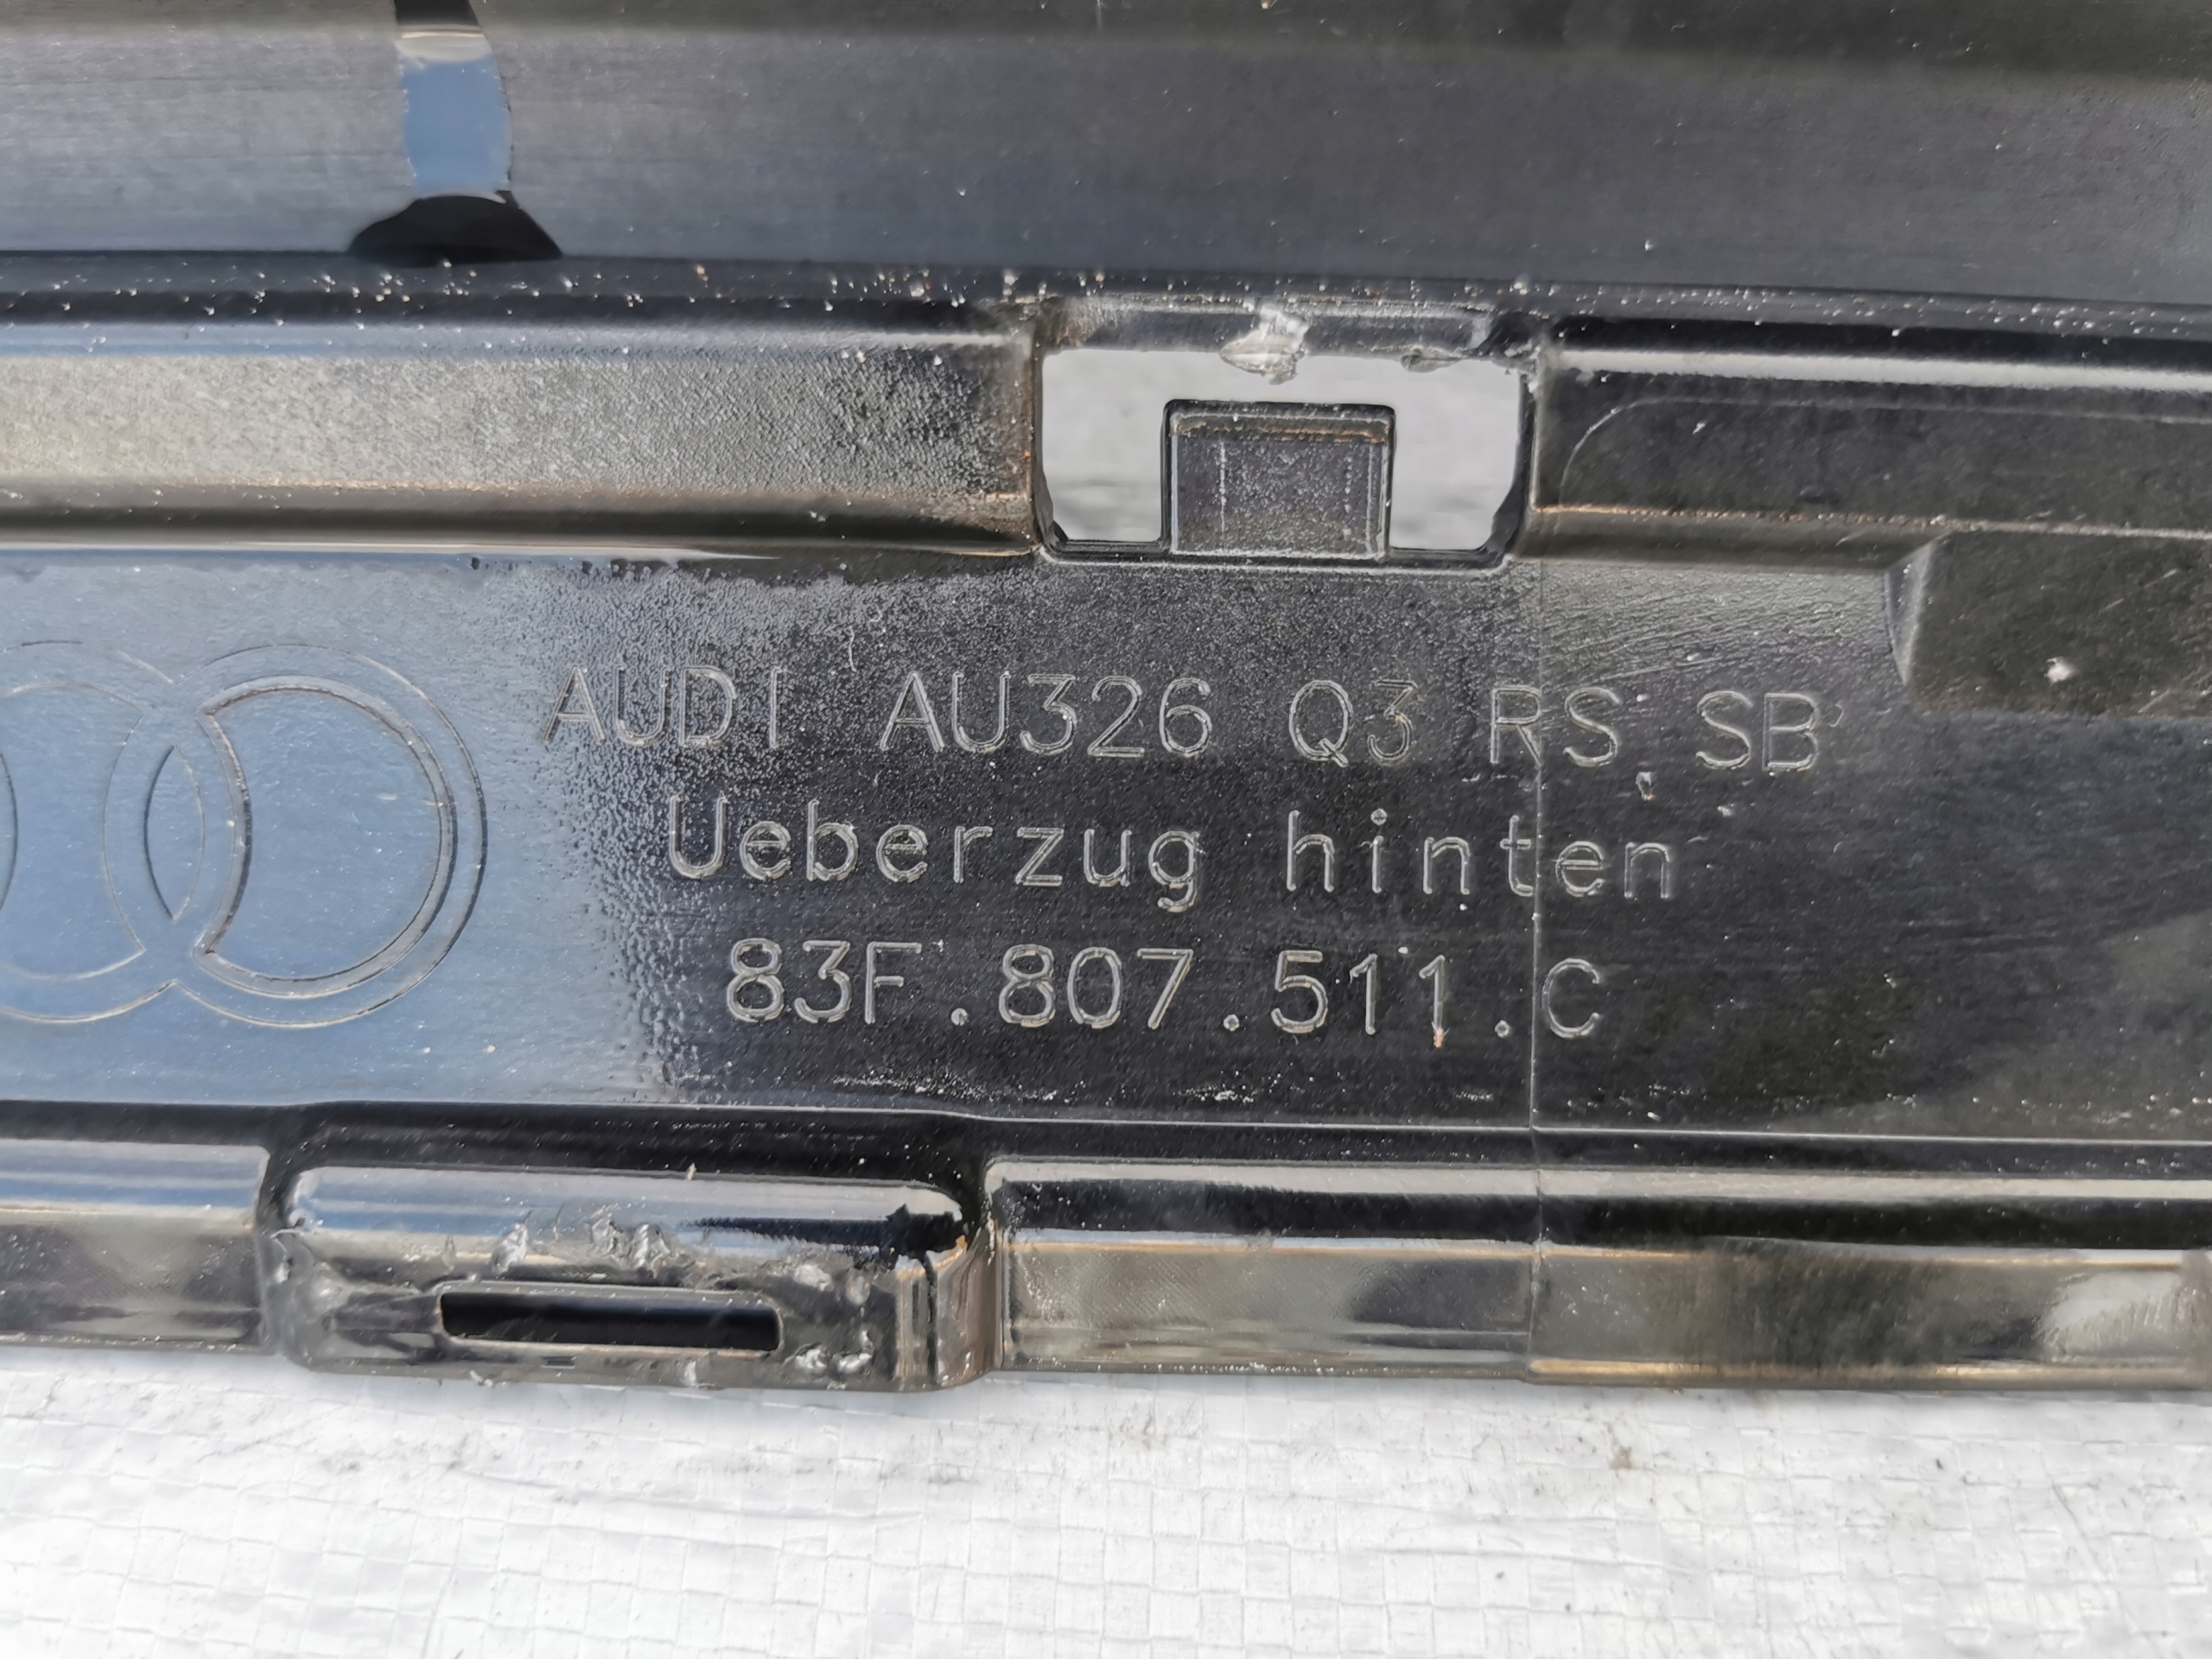 AUDI AU326 Q3 RS SB
Ueberzug hinten
83F.807.511.C